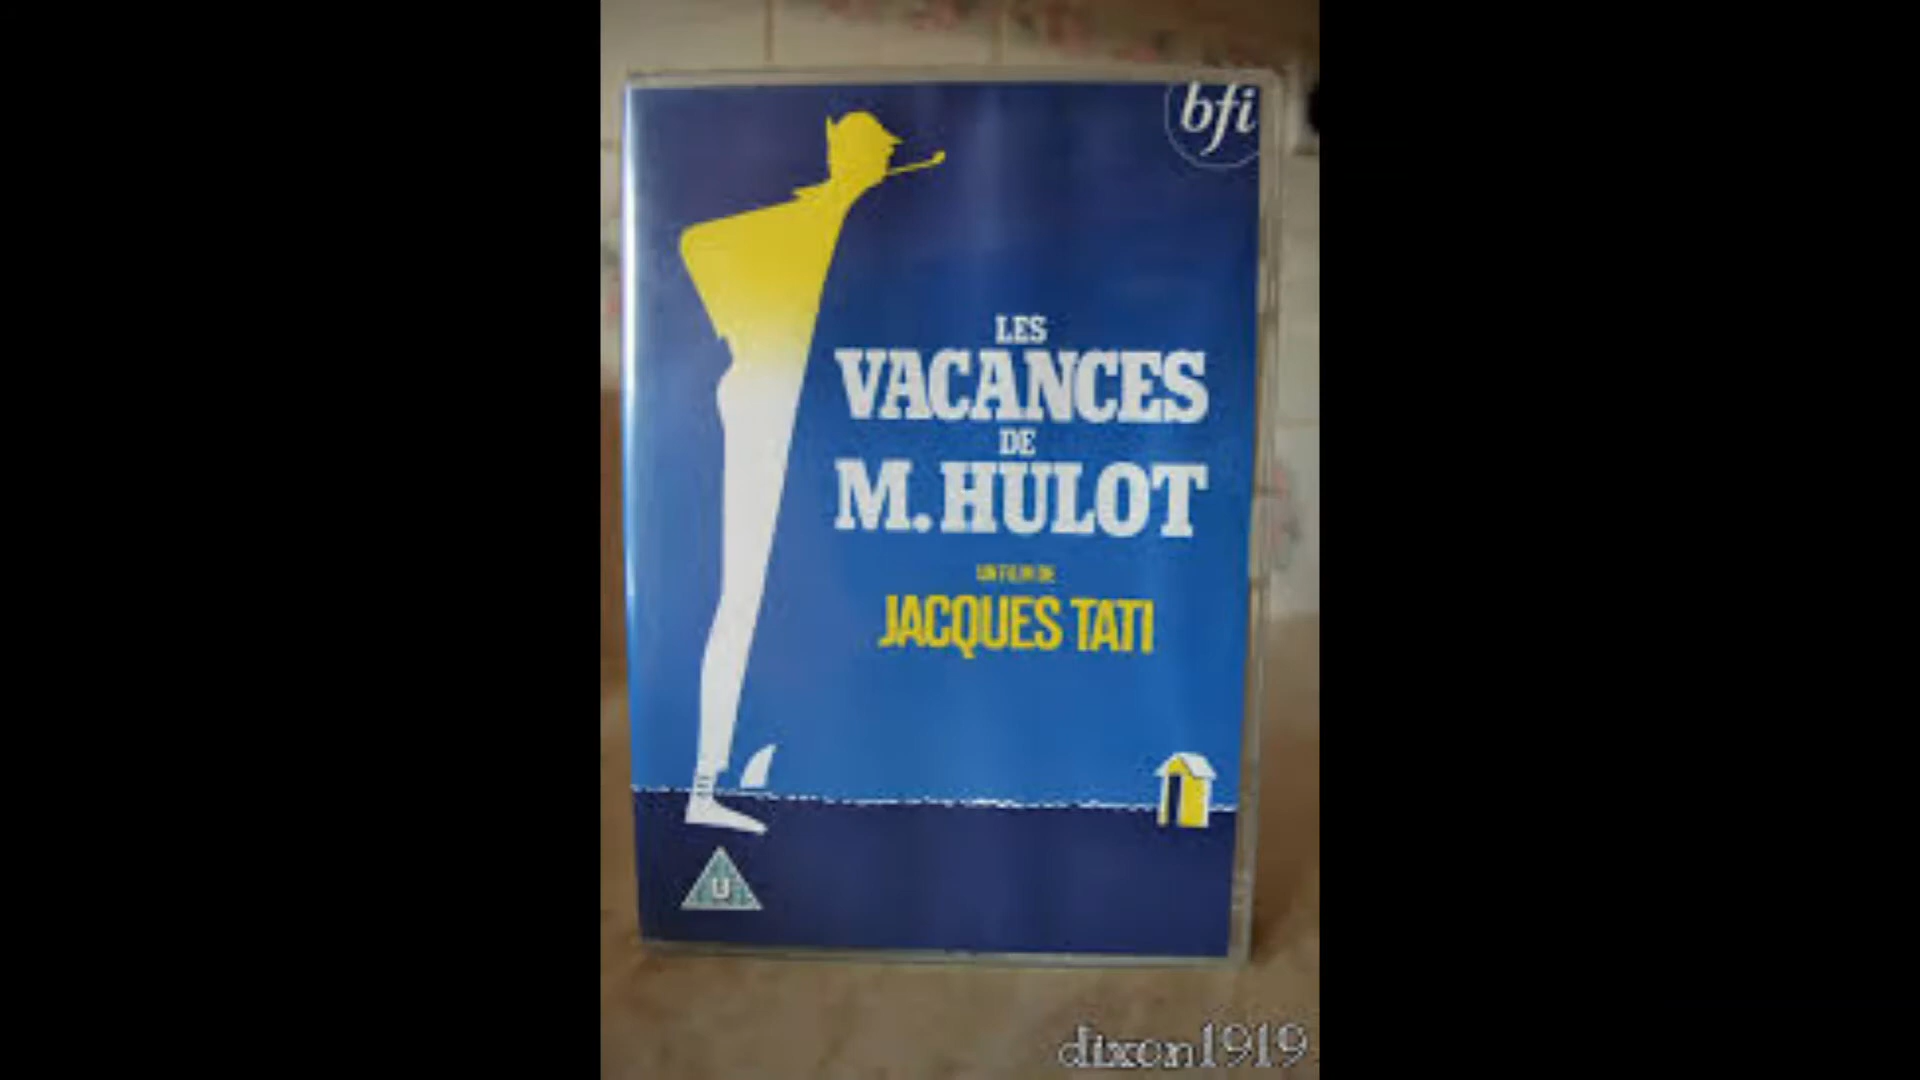 bfi
LES
VACANCES
DE
M. HULOT
UN FILM DE
JACQUES TATI
U
dixon1919